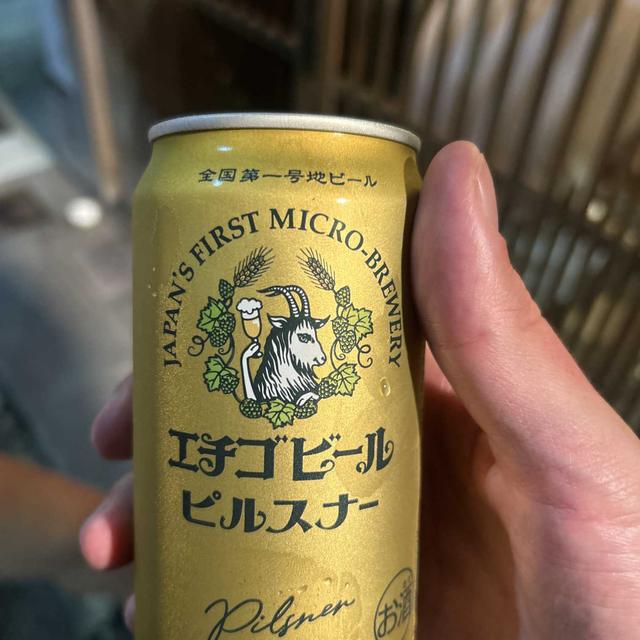 全国第一号地ビール
JAPAN'S FIRST MICRO-BREWERY
エチゴビール
ピルスナー
Pilsner
お酒